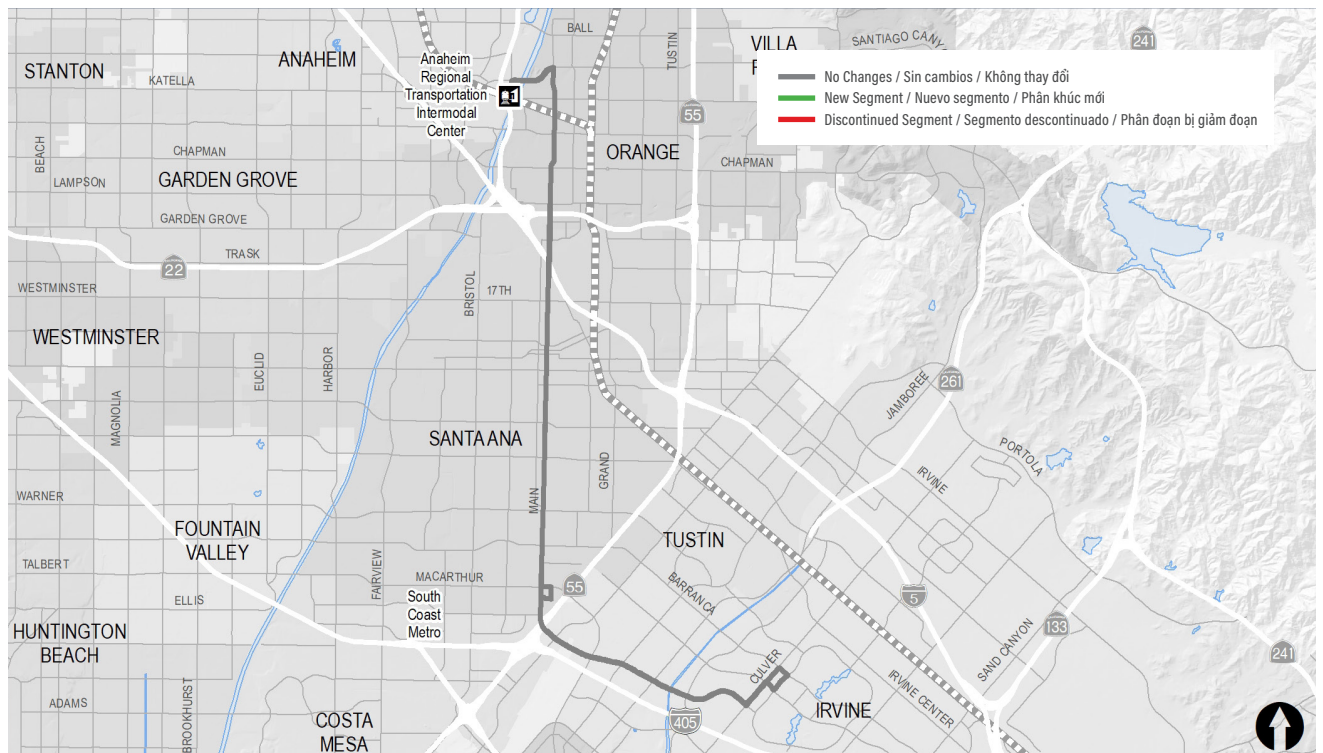 BALL
TUSTIN
VILLA
SANTIAGO CANY
241
ANAHEIM
STANTON
KATELLA
Anaheim
Regional
Transportation
Intermodal
Center
No Changes / Sin cambios / Không thay đổi
New Segment / Nuevo segmento / Phân khúc mới
Discontinued Segment / Segmento descontinuado / Phân đoạn bị giảm đoạn
55
BEACH
CHAPMAN
ORANGE
CHAPMAN
LAMPSON
GARDEN GROVE
GARDEN GROVE
TRASK
22
WESTMINSTER
BRISTOL
17TH
WESTMINSTER
EUCLID
HARBOR
MAGNOLIA
261
JAMBOREE
SANTA ANA
GRAND
PORTOLA
IRVINE
WARNER
MAIN
FOUNTAIN
VALLEY
TUSTIN
TALBERT
FAIRVIEW
MACARTHUR
55
BARRANCA
5
ELLIS
South
Coast
Metro
133
HUNTINGTON
BEACH
SAND CANYON
241
CULVER
IRVINE CENTER
ADAMS
BROOKHURST
COSTA
MESA
405
IRVINE